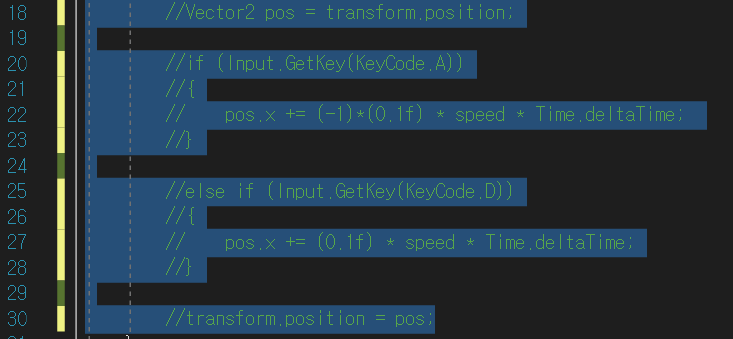 18 //Vector2 pos = transform.position;
19
20 //if (Input.GetKey(KeyCode.A))
21 //{
22 //    pos.x += (-1)*(0.1f) * speed * Time.deltaTime;
23 //}
24
25 //else if (Input.GetKey(KeyCode.D))
26 //{
27 //    pos.x += (0.1f) * speed * Time.deltaTime;
28 //}
29
30 //transform.position = pos;